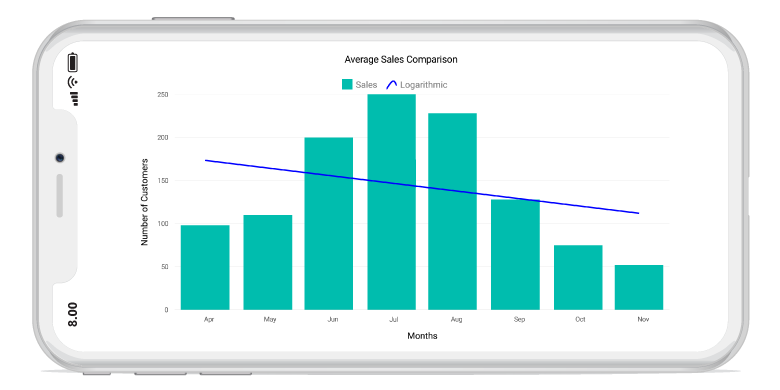 Average Sales Comparison
Sales Logarithmic
250
200
150
100
50
0
Number of Customers
Apr May Jun Jul Aug Sep Oct Nov
Months
8.00